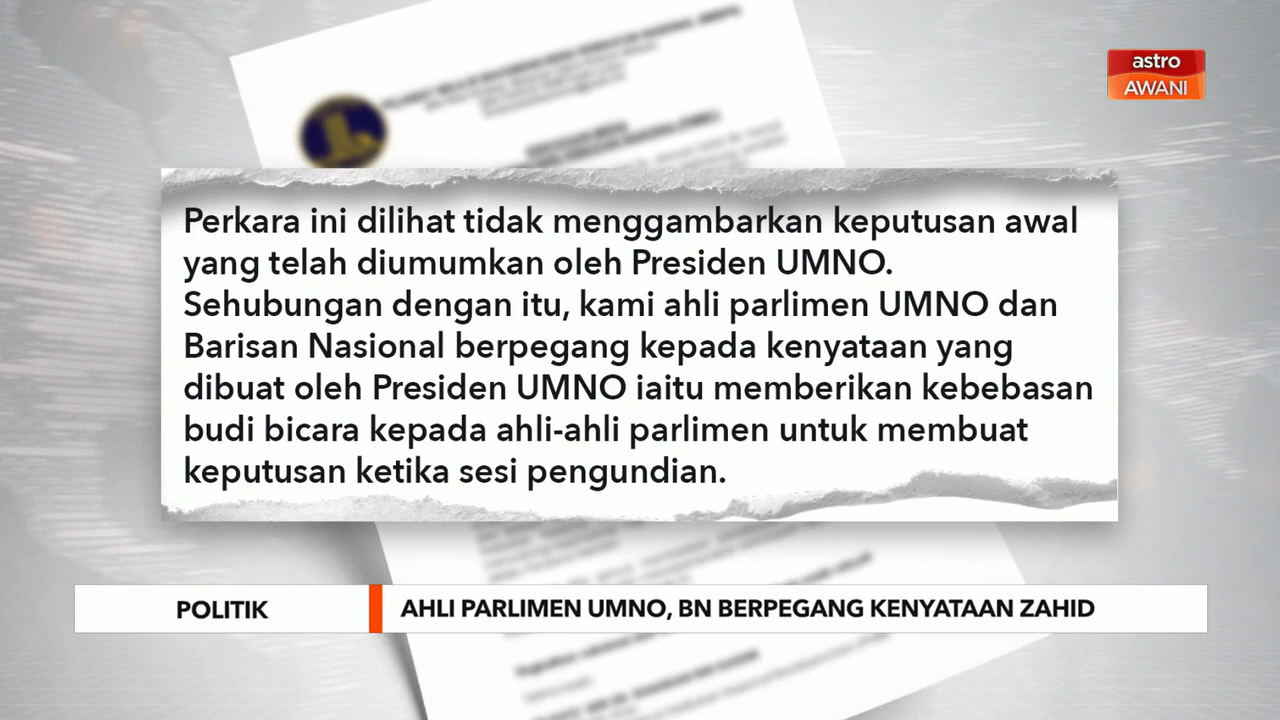 astro
AWANI
Perkara ini dilihat tidak menggambarkan keputusan awal
yang telah diumumkan oleh Presiden UMNO.
Sehubungan dengan itu, kami ahli parlimen UMNO dan
Barisan Nasional berpegang kepada kenyataan yang
dibuat oleh Presiden UMNO iaitu memberikan kebebasan
budi bicara kepada ahli-ahli parlimen untuk membuat
keputusan ketika sesi pengundian.
POLITIK
AHLI PARLIMEN UMNO, BN BERPEGANG KENYATAAN ZAHID